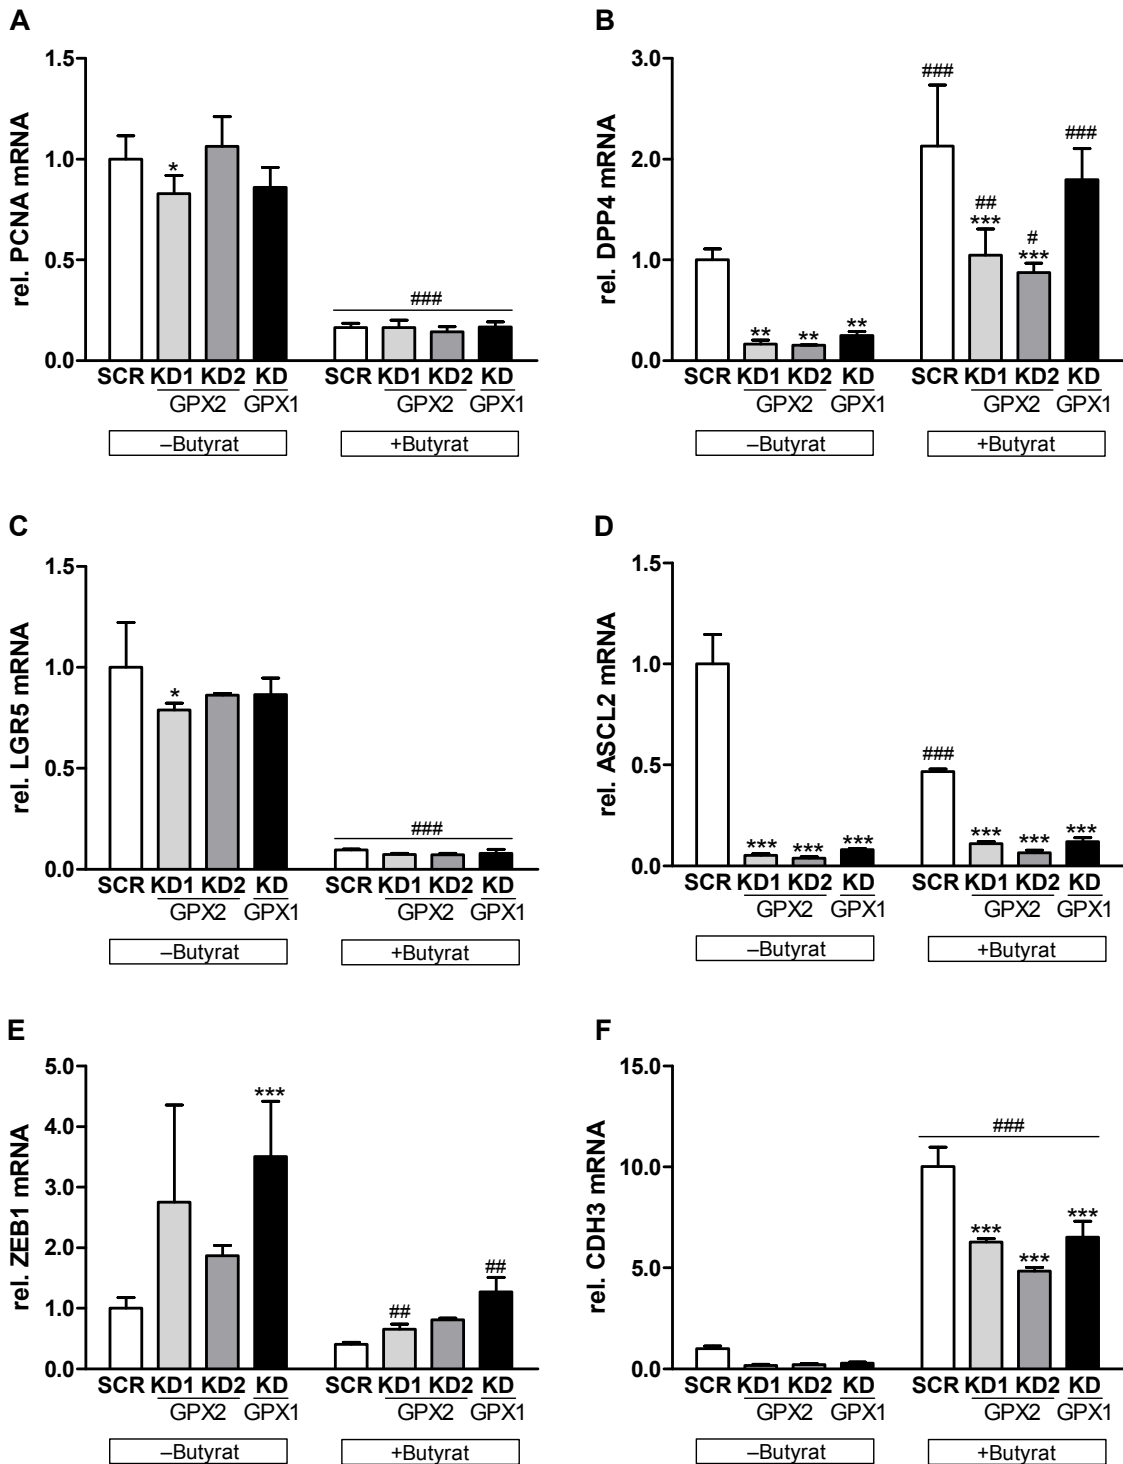 A
rel. PCNA mRNA
1.5
1.0
0.5
0.0
*
###
SCR KD1 KD2 KD SCR KD1 KD2 KD
GPX2 GPX1 GPX2 GPX1
–Butyrat +Butyrat
B
rel. DPP4 mRNA
3.0
2.0
1.0
0.0
** ** **
###
##
***
#
***
###
SCR KD1 KD2 KD SCR KD1 KD2 KD
GPX2 GPX1 GPX2 GPX1
–Butyrat +Butyrat
C
rel. LGR5 mRNA
1.5
1.0
0.5
0.0
*
###
SCR KD1 KD2 KD SCR KD1 KD2 KD
GPX2 GPX1 GPX2 GPX1
–Butyrat +Butyrat
D
rel. ASCL2 mRNA
1.5
1.0
0.5
0.0
*** *** ***
###
*** *** ***
SCR KD1 KD2 KD SCR KD1 KD2 KD
GPX2 GPX1 GPX2 GPX1
–Butyrat +Butyrat
E
rel. ZEB1 mRNA
5.0
4.0
3.0
2.0
1.0
0.0
***
##
##
SCR KD1 KD2 KD SCR KD1 KD2 KD
GPX2 GPX1 GPX2 GPX1
–Butyrat +Butyrat
F
rel. CDH3 mRNA
15.0
10.0
5.0
0.0
###
*** *** ***
SCR KD1 KD2 KD SCR KD1 KD2 KD
GPX2 GPX1 GPX2 GPX1
–Butyrat +Butyrat